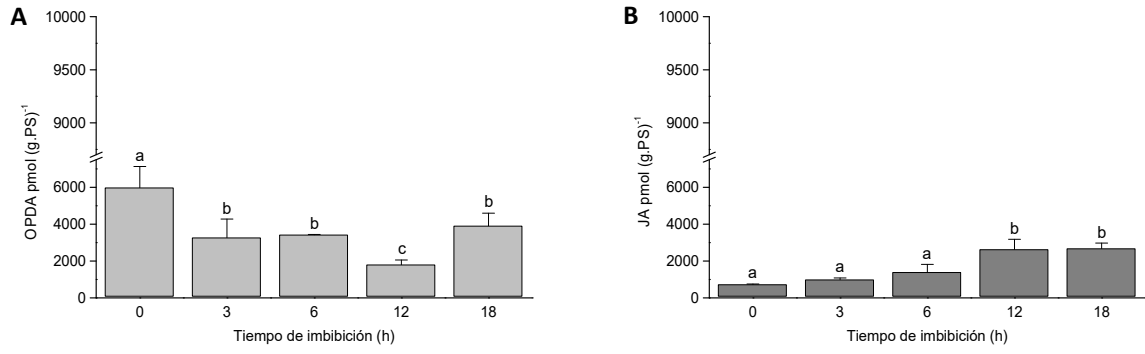 A
10000
9500
9000
6000
4000
2000
0
OPDA pmol (g.PS)-1
a
b
b
c
b
0 3 6 12 18
Tiempo de imbibición (h)
B
10000
9500
9000
6000
4000
2000
0
JA pmol (g.PS)-1
a
a
a
b
b
0 3 6 12 18
Tiempo de imbibición (h)